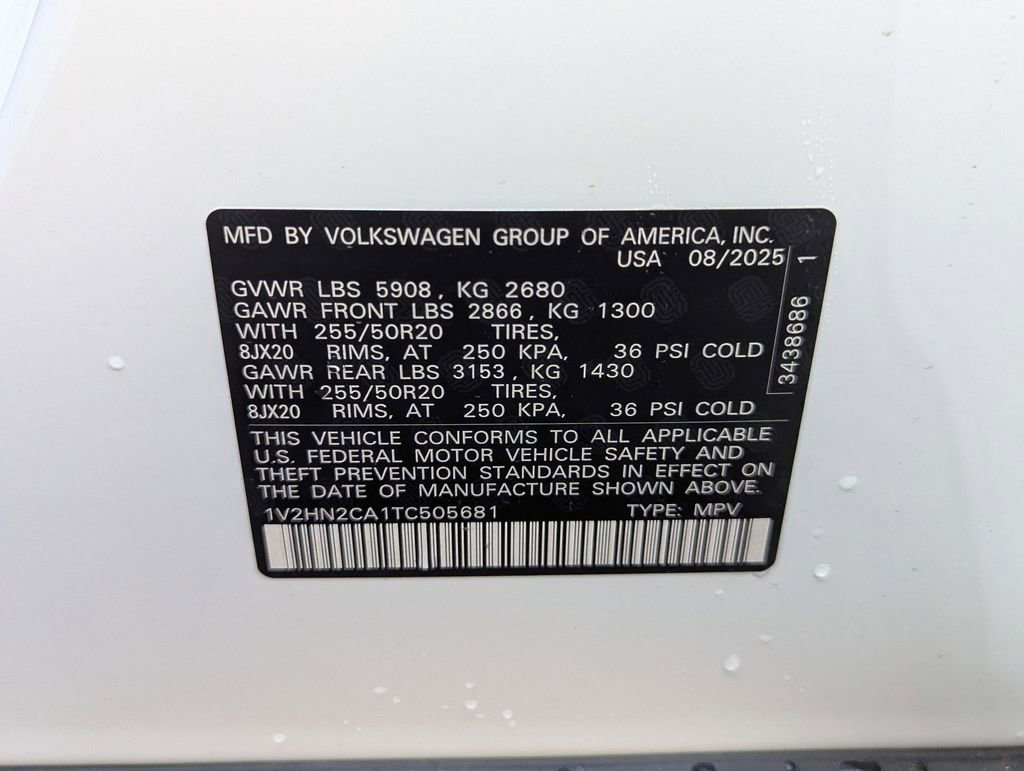 MFD BY VOLKSWAGEN GROUP OF AMERICA, INC.
USA 08/2025
GVWR LBS 5908, KG 2680
GAWR FRONT LBS 2866, KG 1300
WITH 255/50R20 TIRES,
8JX20 RIMS, AT 250 KPA, 36 PSI COLD
GAWR REAR LBS 3153, KG 1430
WITH 255/50R20 TIRES,
8JX20 RIMS, AT 250 KPA, 36 PSI COLD
THIS VEHICLE CONFORMS TO ALL APPLICABLE
U.S. FEDERAL MOTOR VEHICLE SAFETY AND
THEFT PREVENTION STANDARDS IN EFFECT ON
THE DATE OF MANUFACTURE SHOWN ABOVE.
1V2HN2CA1TC505681 TYPE: MPV
3438686 1